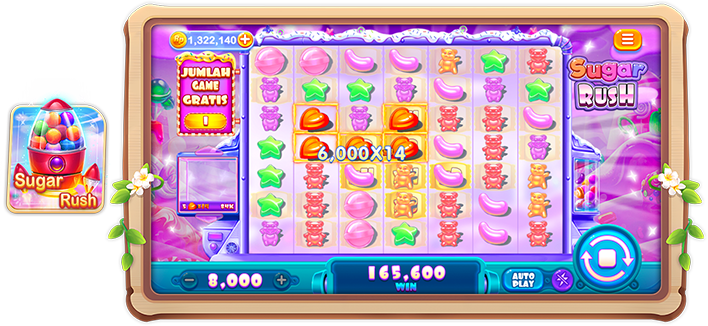 Rp 1,322,140 +
JUMLAH
GAME
GRATIS
1
Sugar
RUSH
6,000X14
Sugar
Rush
8,000
165,600
WIN
AUTO
PLAY